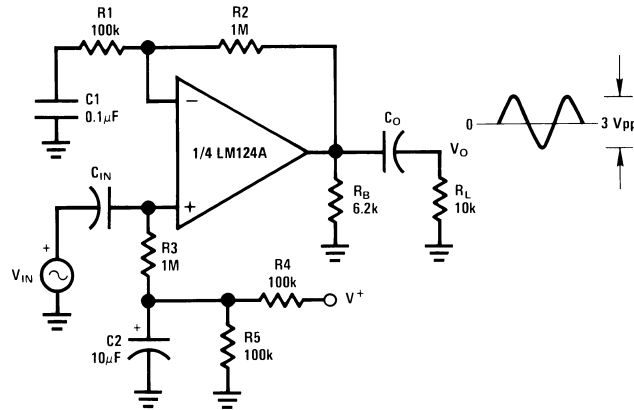 R1
100k
R2
1M
C1
0.1μF
−
1/4 LM124A
+
CO
VO
0
3 Vpp
CIN
RB
6.2k
RL
10k
+
VIN
R3
1M
R4
100k
V+
+
C2
10μF
R5
100k